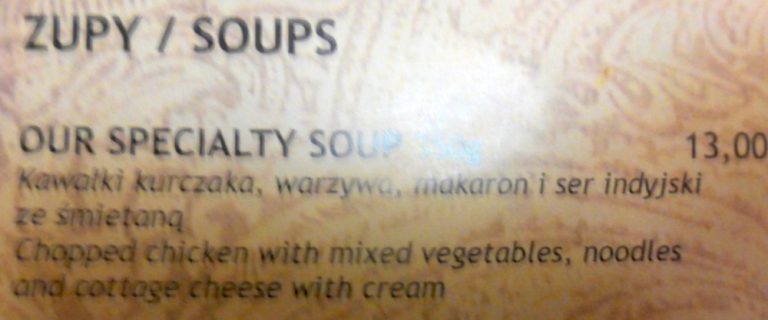 ZUPY / SOUPS
OUR SPECIALTY SOUP 13,00
Kawałki kurczaka, warzywa, makaron i ser indyjski
ze śmietaną
Chopped chicken with mixed vegetables, noodles
and cottage cheese with cream